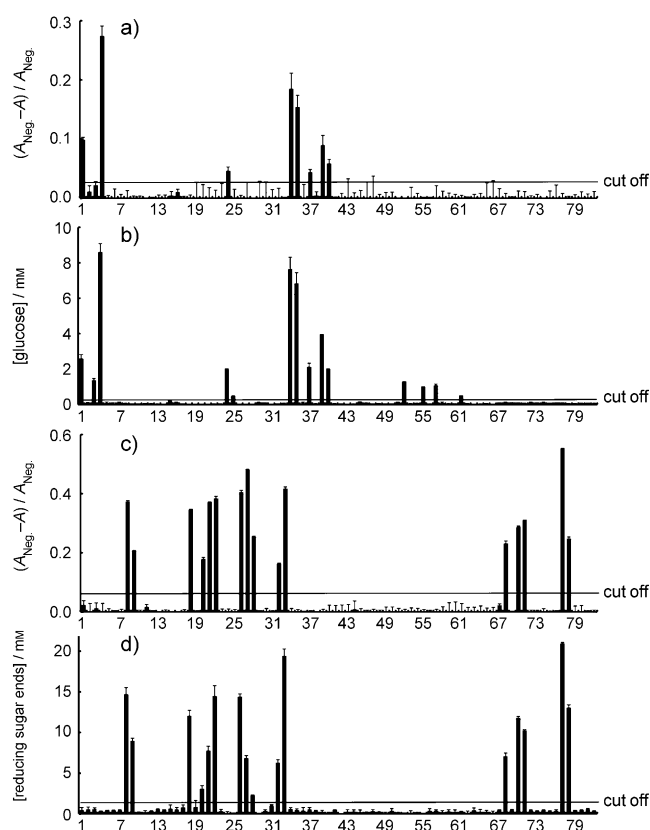 a)
(A_Neg.–A) / A_Neg.
0.3
0.2
0.1
0.0
cut off
1 7 13 19 25 31 37 43 49 55 61 67 73 79
b)
[glucose] / mM
10
8
6
4
2
0
cut off
1 7 13 19 25 31 37 43 49 55 61 67 73 79
c)
(A_Neg.–A) / A_Neg.
0.6
0.4
0.2
0.0
cut off
1 7 13 19 25 31 37 43 49 55 61 67 73 79
d)
[reducing sugar ends] / mM
20
15
10
5
0
cut off
1 7 13 19 25 31 37 43 49 55 61 67 73 79